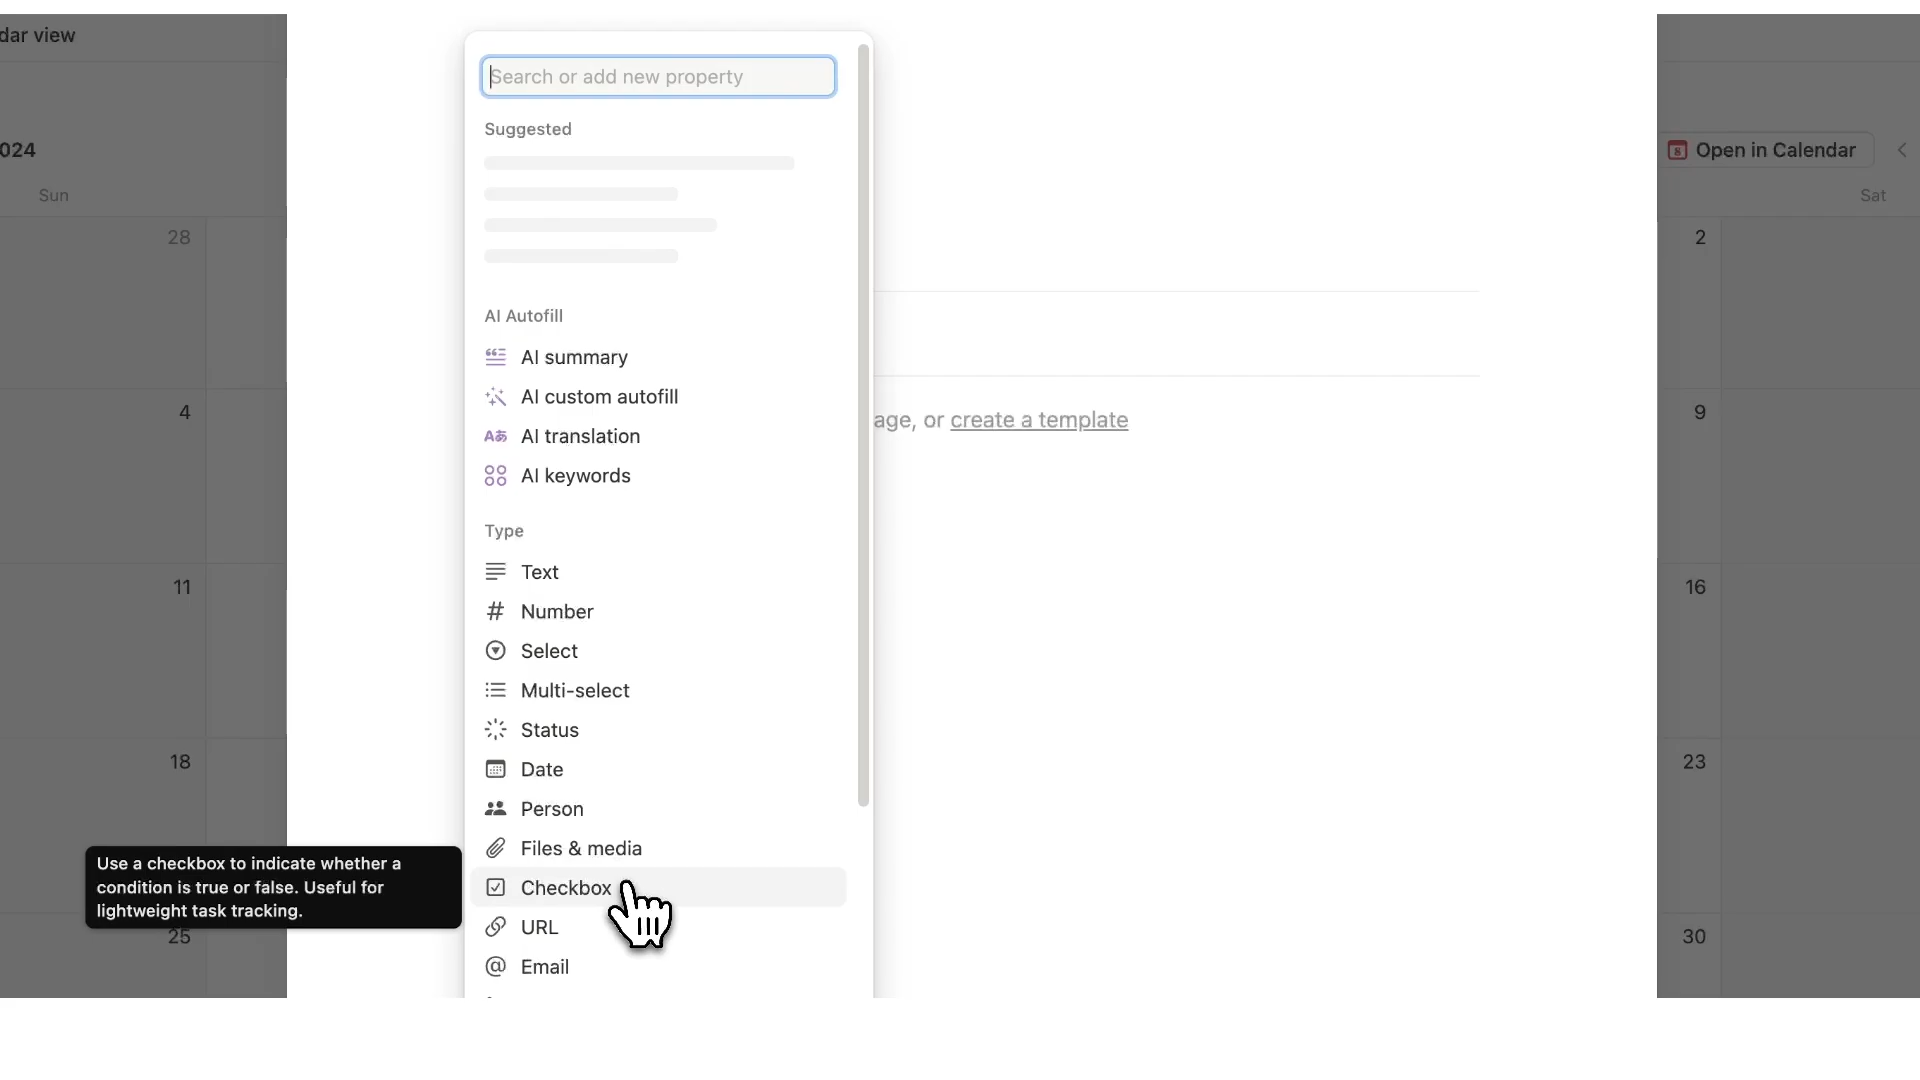 dar view
024
Open in Calendar
Sun
Sat
28
2
4
9
11
16
18
23
25
30
Search or add new property
Suggested
AI Autofill
AI summary
AI custom autofill
AI translation
AI keywords
Type
Text
Number
Select
Multi-select
Status
Date
Person
Files & media
Checkbox
URL
Email
age, or create a template
Use a checkbox to indicate whether a
condition is true or false. Useful for
lightweight task tracking.